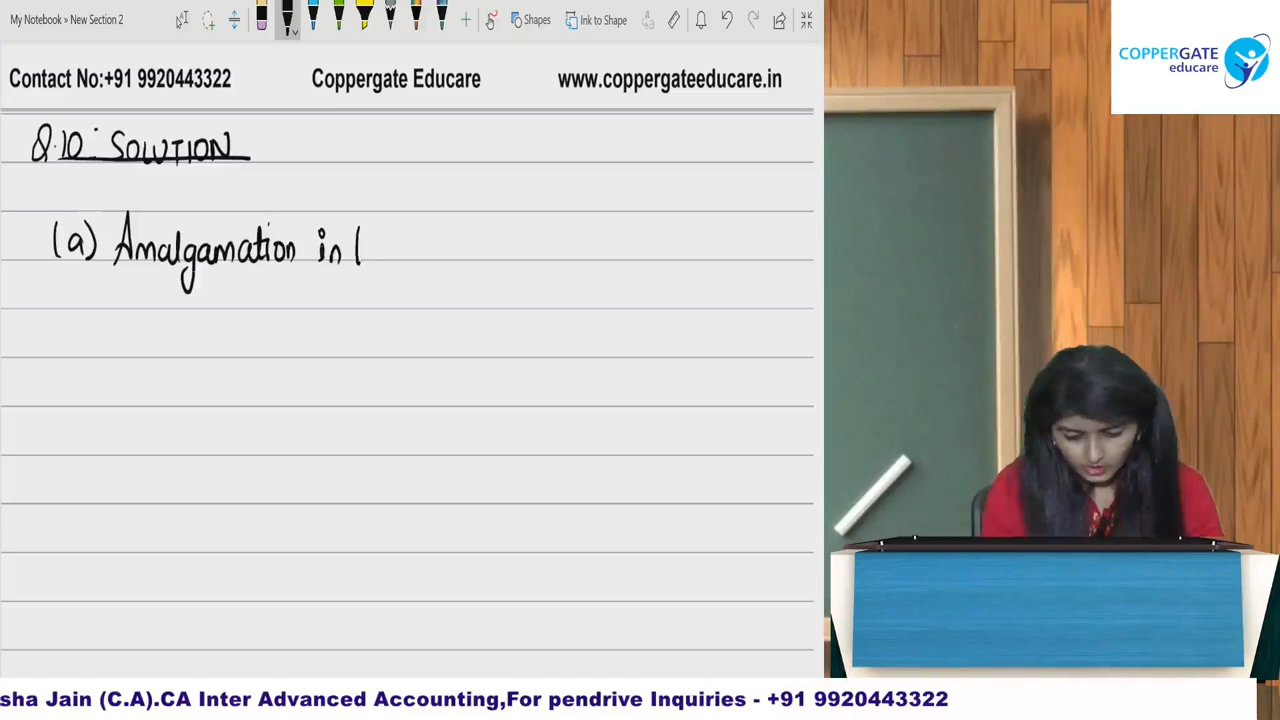 My Notebook » New Section 2
Shapes
Ink to Shape
COPPERGATE
educare
Contact No:+91 9920443322 Coppergate Educare www.coppergateeducare.in
Q.10: SOLUTION
(a) Amalgamation in (
sha Jain (C.A).CA Inter Advanced Accounting,For pendrive Inquiries - +91 9920443322